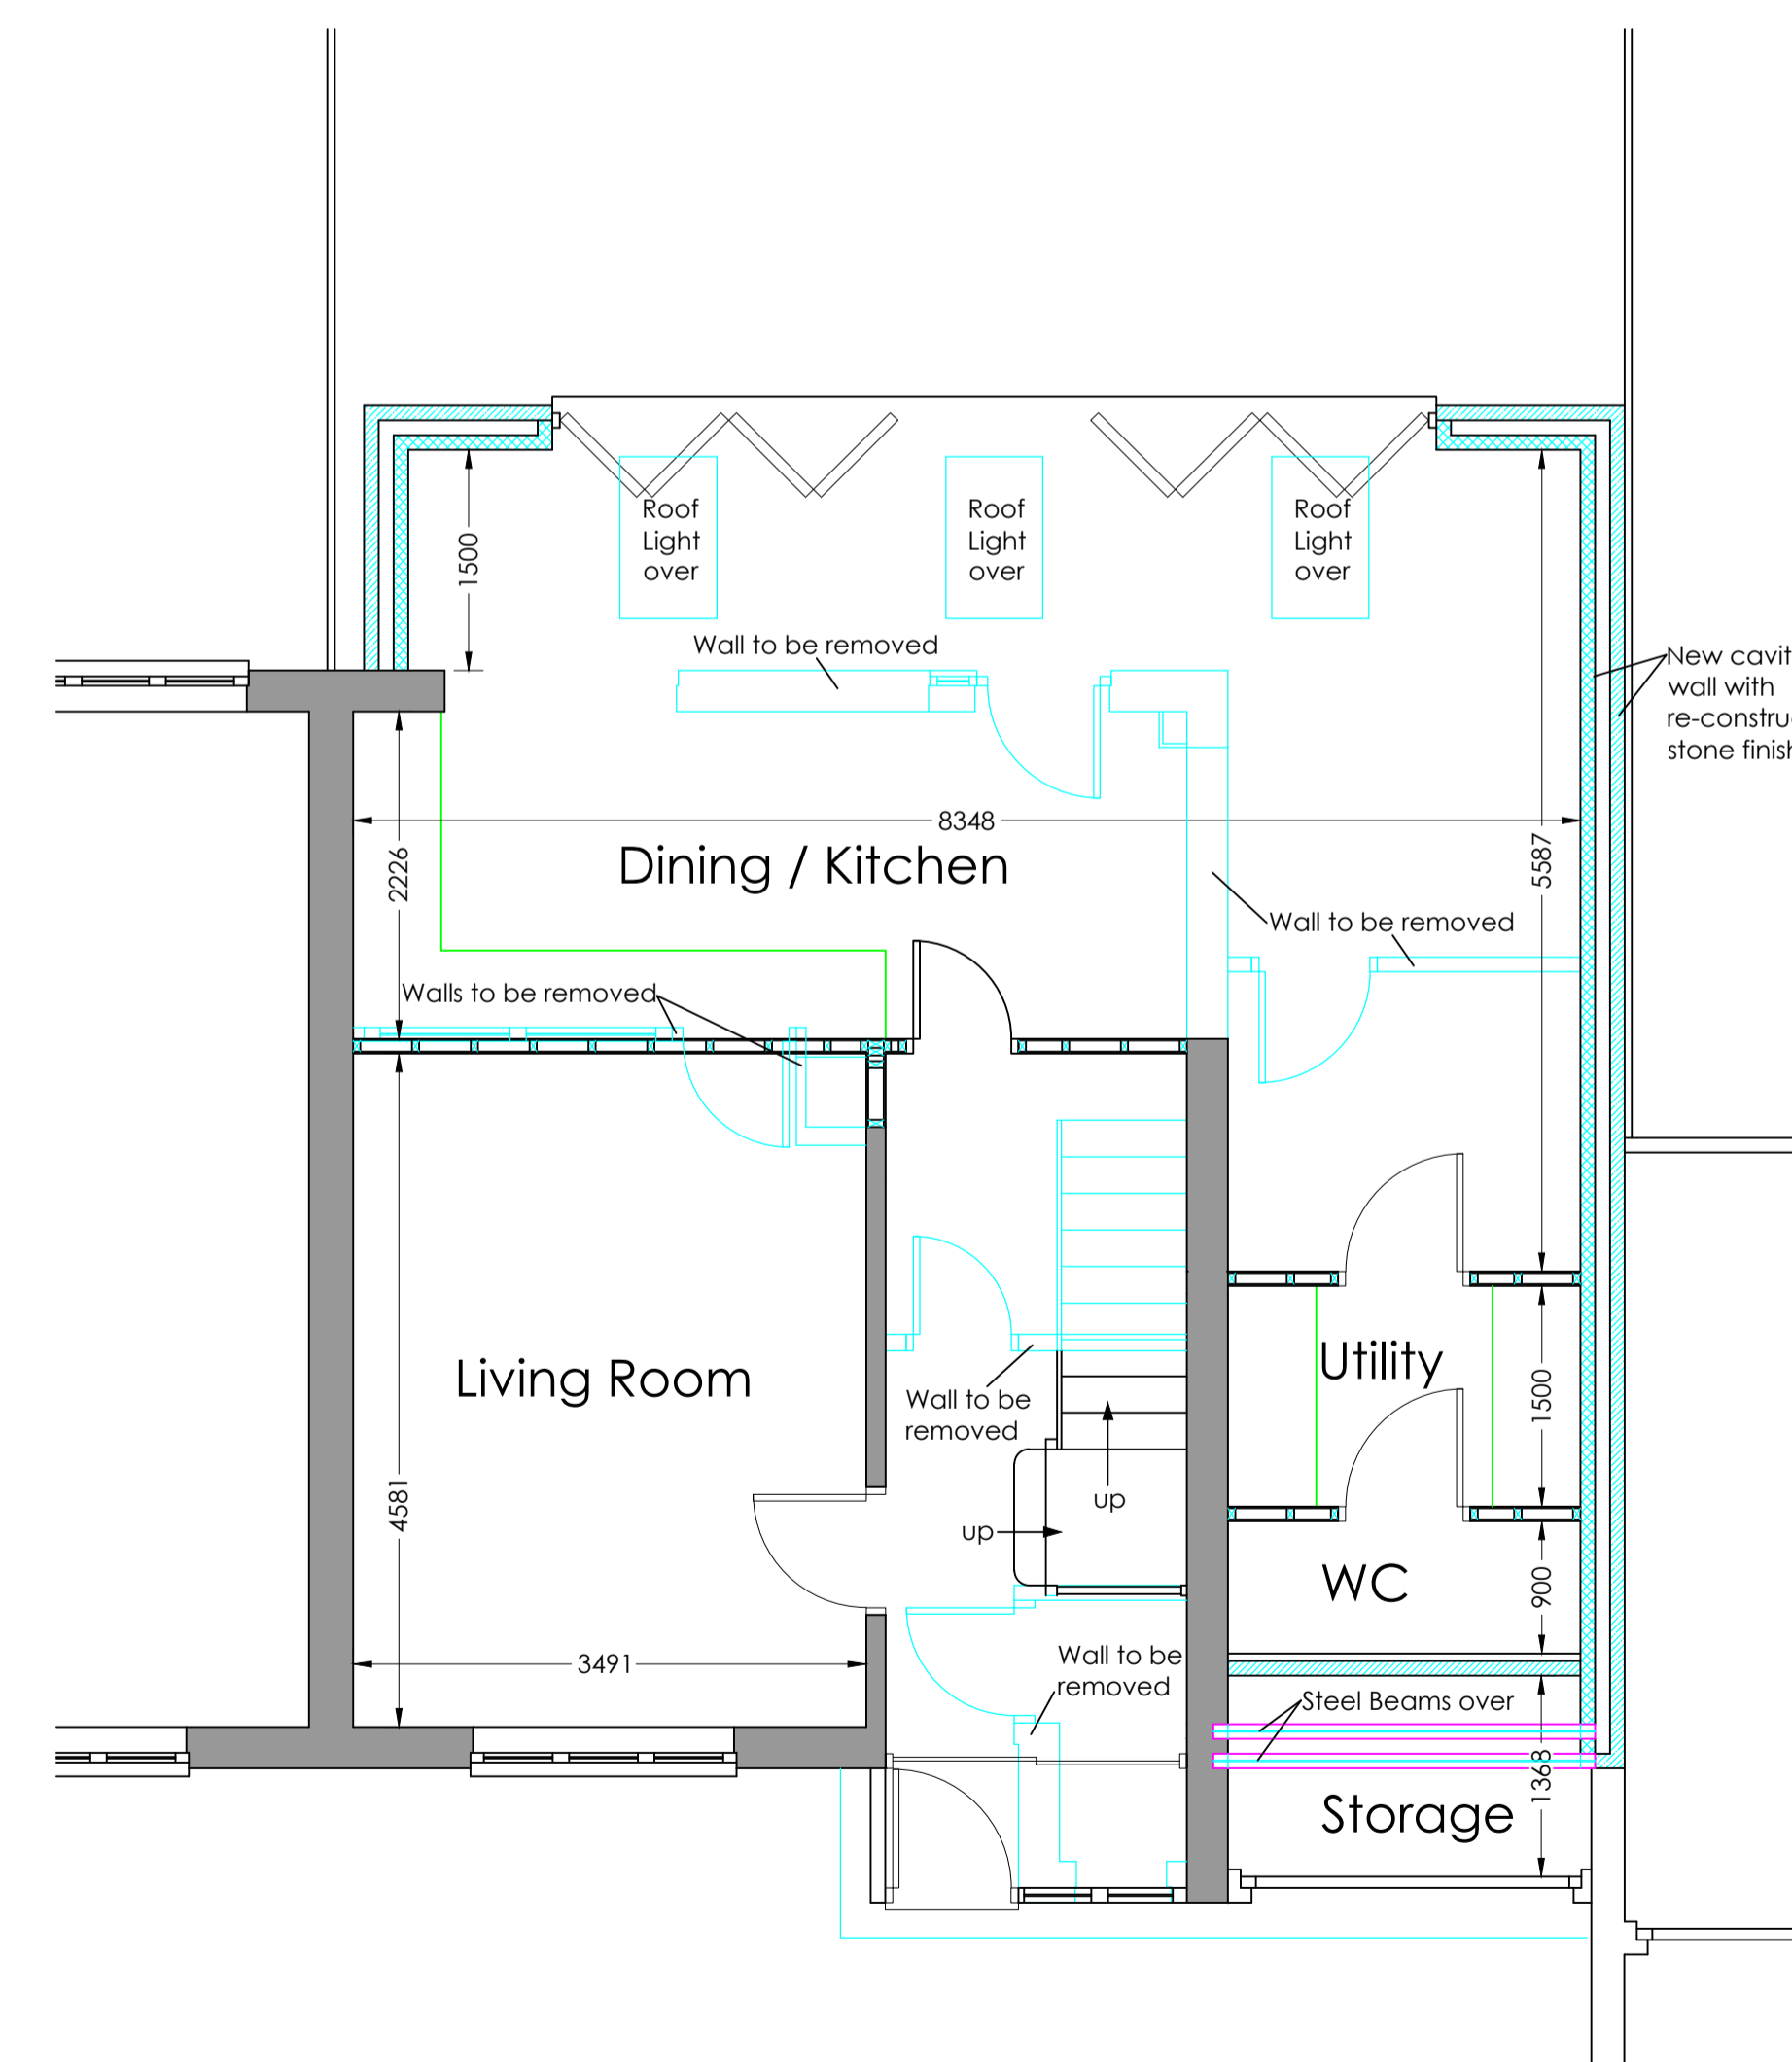 Roof
Light
over
Roof
Light
over
Roof
Light
over
1500
Wall to be removed
New cavit
wall with
re-constru
stone finish
8348
Dining / Kitchen
2226
5587
Wall to be removed
Walls to be removed
Living Room
Utility
Wall to be
removed
1500
up
up
4581
WC
900
3491
Wall to be
removed
Steel Beams over
1368
Storage